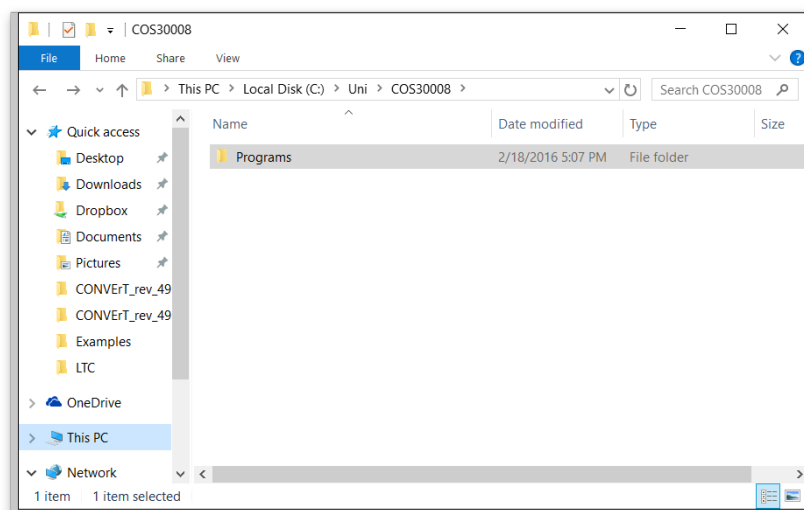 COS30008
File Home Share View
This PC > Local Disk (C:) > Uni > COS30008 >
Search COS30008
Name Date modified Type Size
Programs 2/18/2016 5:07 PM File folder
Quick access
Desktop
Downloads
Dropbox
Documents
Pictures
CONVErT_rev_49
CONVErT_rev_49
Examples
LTC
OneDrive
This PC
Network
1 item 1 item selected